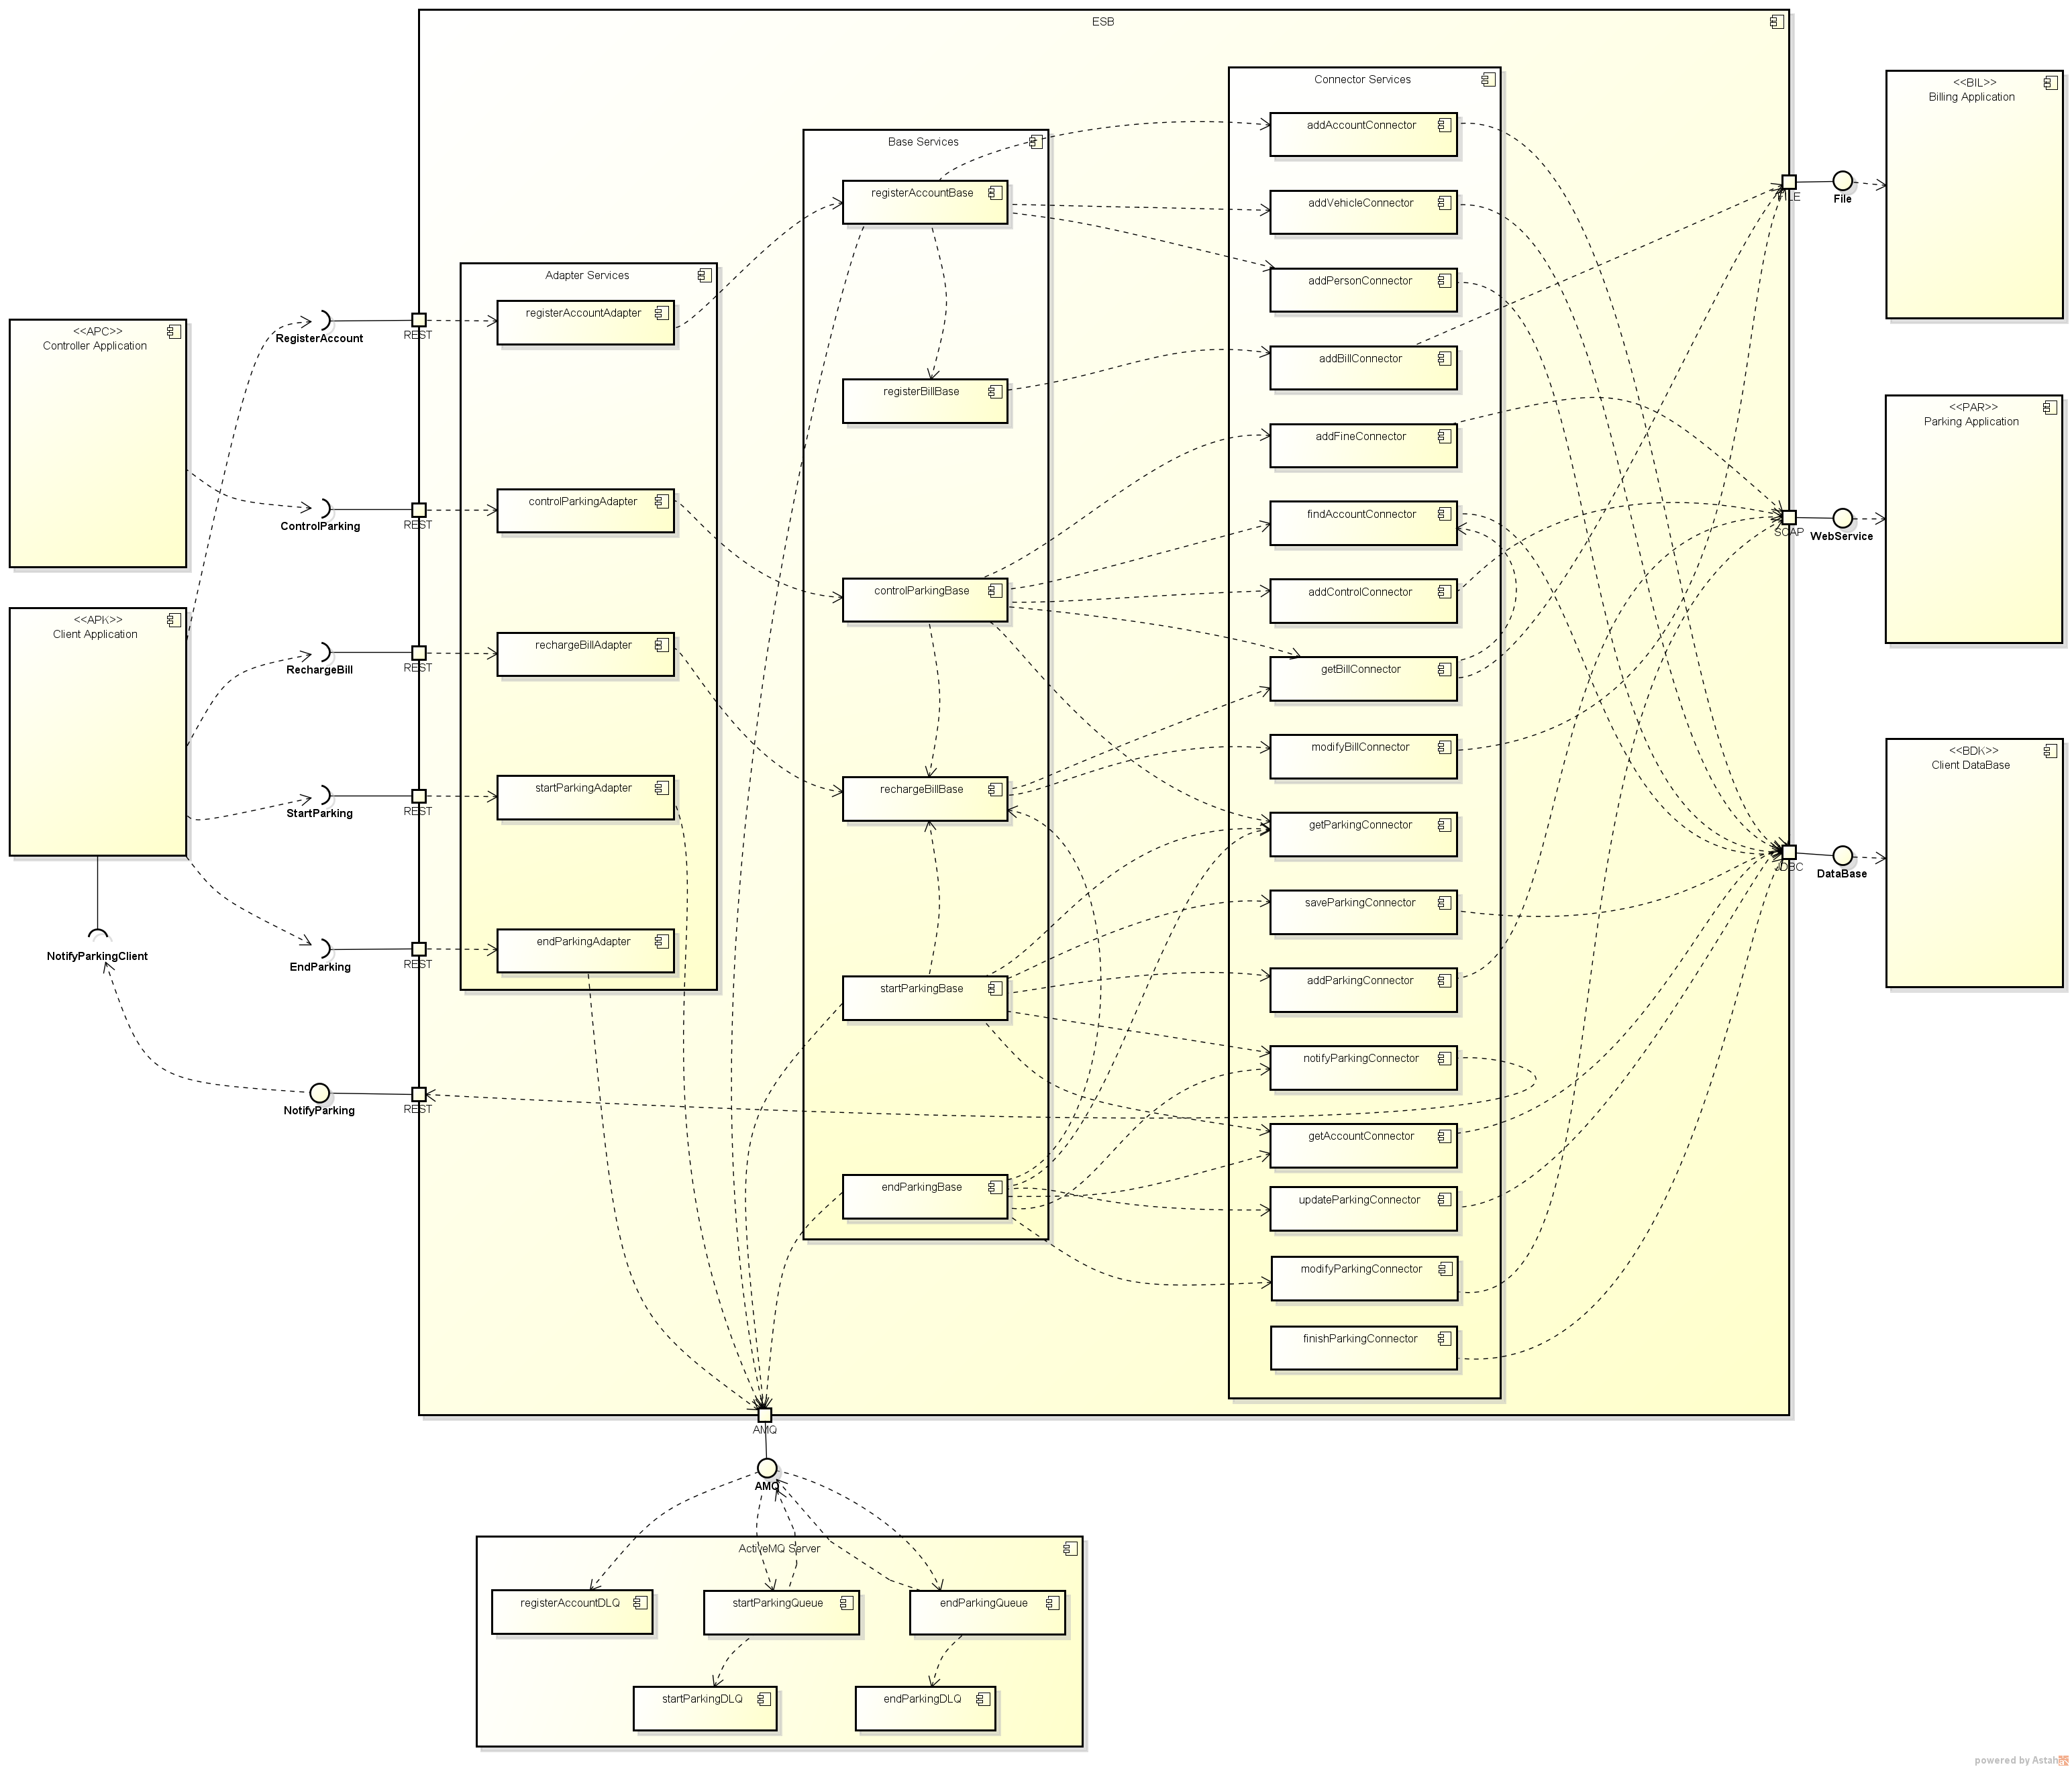 ESB
<<APC>>
Controller Application
<<APK>>
Client Application
NotifyParkingClient
RegisterAccount
ControlParking
RechargeBill
StartParking
EndParking
NotifyParking
REST
REST
REST
REST
REST
REST
Adapter Services
registerAccountAdapter
controlParkingAdapter
rechargeBillAdapter
startParkingAdapter
endParkingAdapter
Base Services
registerAccountBase
registerBillBase
controlParkingBase
rechargeBillBase
startParkingBase
endParkingBase
Connector Services
addAccountConnector
addVehicleConnector
addPersonConnector
addBillConnector
addFineConnector
findAccountConnector
addControlConnector
getBillConnector
modifyBillConnector
getParkingConnector
saveParkingConnector
addParkingConnector
notifyParkingConnector
getAccountConnector
updateParkingConnector
modifyParkingConnector
finishParkingConnector
FILE
File
SOAP
WebService
JDBC
DataBase
<<BIL>>
Billing Application
<<PAR>>
Parking Application
<<BDK>>
Client DataBase
AMQ
AMQ
ActiveMQ Server
registerAccountDLQ
startParkingQueue
endParkingQueue
startParkingDLQ
endParkingDLQ
powered by Astah